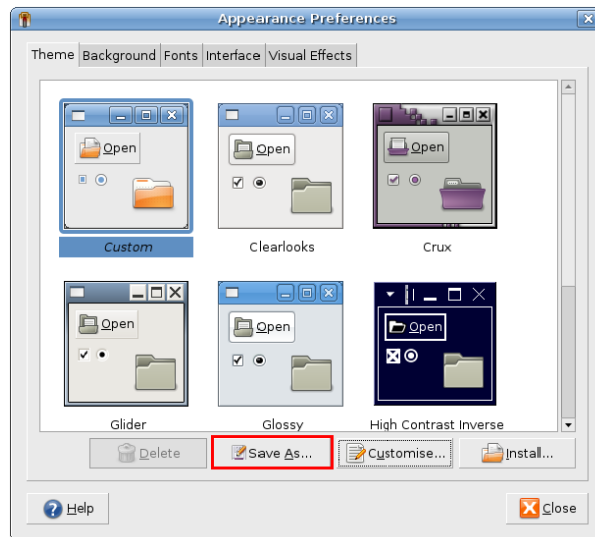 Appearance Preferences
Theme Background Fonts Interface Visual Effects
Open Open Open
Custom Clearlooks Crux
Open Open Open
Glider Glossy High Contrast Inverse
Delete Save As... Customise... Install...
Help Close